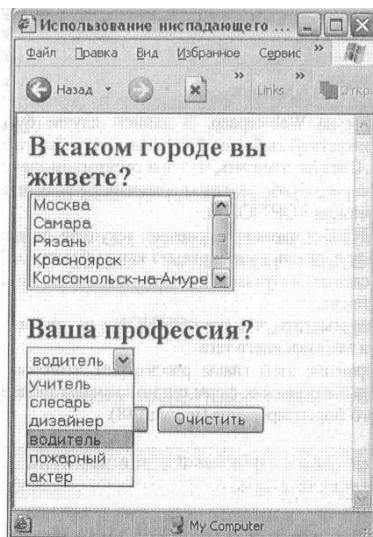 Использование ниспадающего ...
Файл Правка Вид Избранное Сервис »
Назад » Links »
В каком городе вы
живете?
Москва
Самара
Рязань
Красноярск
Комсомольск-на-Амуре
Ваша профессия?
водитель
учитель
слесарь
дизайнер
водитель
пожарный
актер
Очистить
My Computer